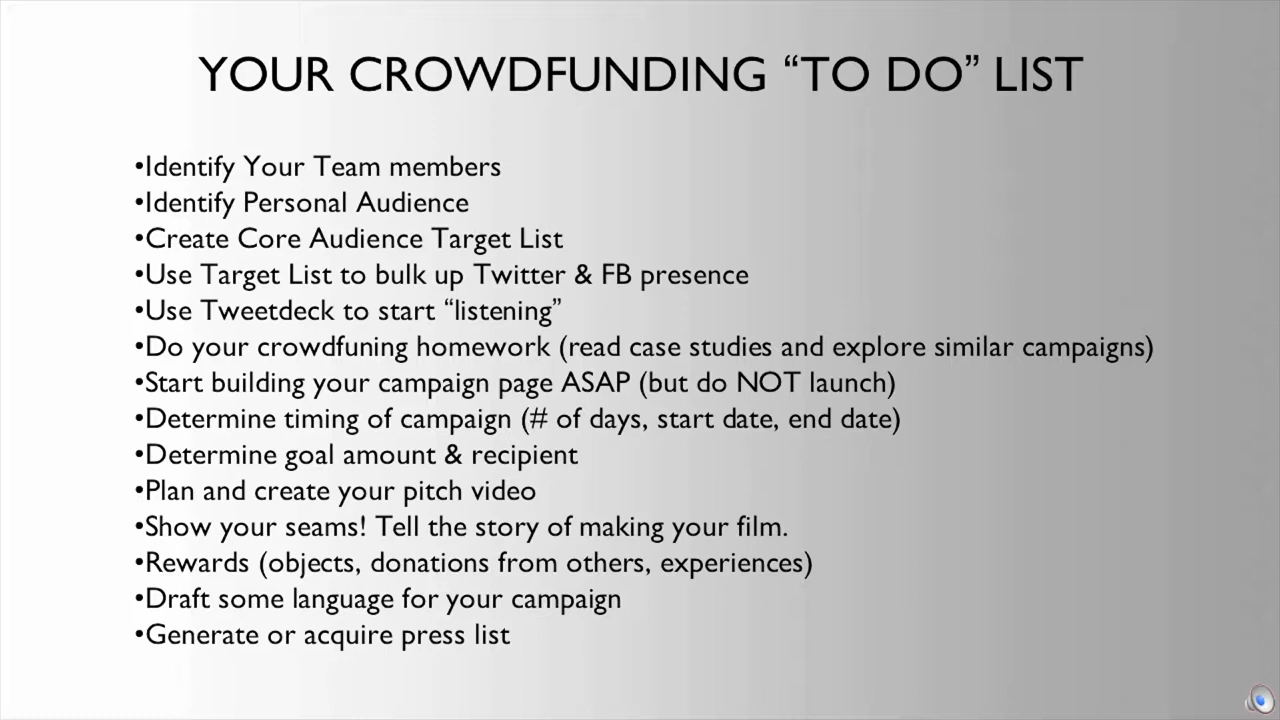 YOUR CROWDFUNDING “TO DO” LIST
•Identify Your Team members
•Identify Personal Audience
•Create Core Audience Target List
•Use Target List to bulk up Twitter & FB presence
•Use Tweetdeck to start “listening”
•Do your crowdfuning homework (read case studies and explore similar campaigns)
•Start building your campaign page ASAP (but do NOT launch)
•Determine timing of campaign (# of days, start date, end date)
•Determine goal amount & recipient
•Plan and create your pitch video
•Show your seams! Tell the story of making your film.
•Rewards (objects, donations from others, experiences)
•Draft some language for your campaign
•Generate or acquire press list